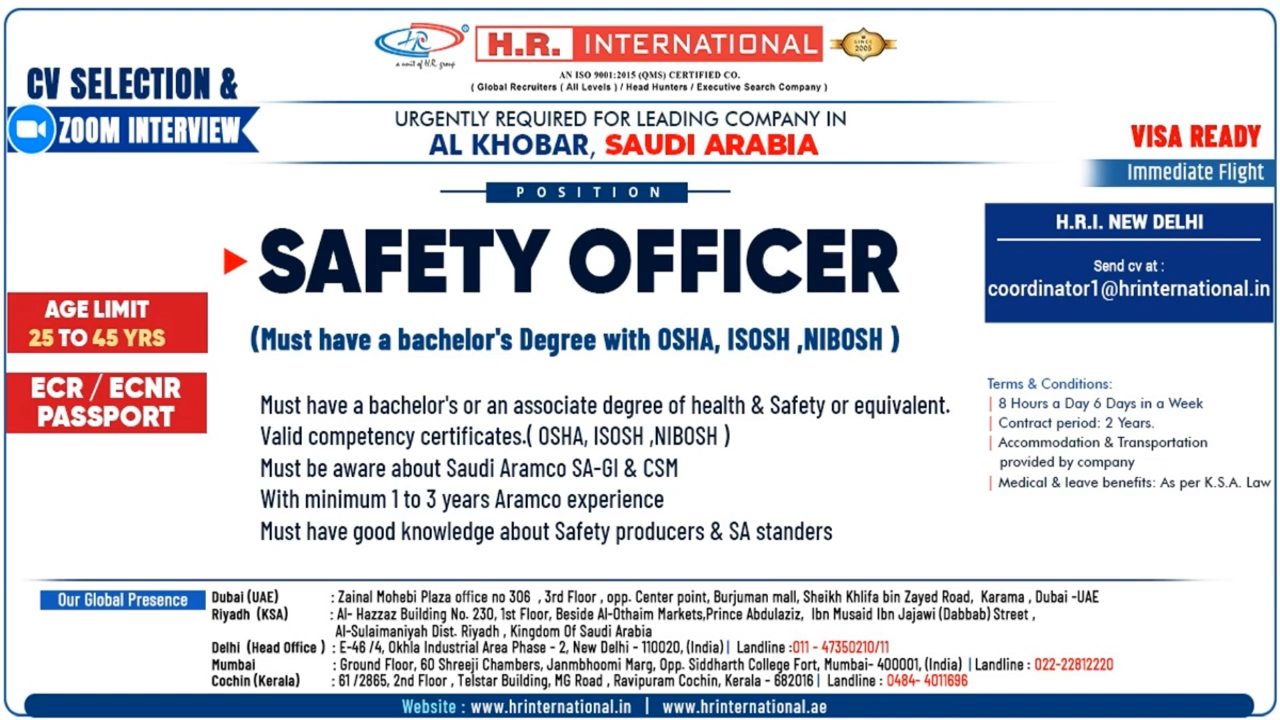 HR
a unit of H.R. group
H.R. INTERNATIONAL
SINCE 2005
AN ISO 9001:2015 (QMS) CERTIFIED CO.
( Global Recruiters ( All Levels ) / Head Hunters / Executive Search Company )
CV SELECTION &
ZOOM INTERVIEW
URGENTLY REQUIRED FOR LEADING COMPANY IN
AL KHOBAR, SAUDI ARABIA
VISA READY
Immediate Flight
POSITION
SAFETY OFFICER
(Must have a bachelor's Degree with OSHA, ISOSH ,NIBOSH )
AGE LIMIT
25 TO 45 YRS
ECR / ECNR
PASSPORT
Must have a bachelor's or an associate degree of health & Safety or equivalent.
Valid competency certificates.( OSHA, ISOSH ,NIBOSH )
Must be aware about Saudi Aramco SA-GI & CSM
With minimum 1 to 3 years Aramco experience
Must have good knowledge about Safety producers & SA standers
H.R.I. NEW DELHI
Send cv at :
coordinator1@hrinternational.in
Terms & Conditions:
| 8 Hours a Day 6 Days in a Week
| Contract period: 2 Years.
| Accommodation & Transportation
provided by company
| Medical & leave benefits: As per K.S.A. Law
Our Global Presence
Dubai (UAE) : Zainal Mohebi Plaza office no 306 , 3rd Floor , opp. Center point, Burjuman mall, Sheikh Khlifa bin Zayed Road, Karama , Dubai -UAE
Riyadh (KSA) : Al- Hazzaz Building No. 230, 1st Floor, Beside Al-Othaim Markets,Prince Abdulaziz, Ibn Musaid Ibn Jajawi (Dabbab) Street ,
Al-Sulaimaniyah Dist. Riyadh , Kingdom Of Saudi Arabia
Delhi (Head Office ) : E-46 /4, Okhla Industrial Area Phase - 2, New Delhi - 110020, (India) | Landline :011 - 47350210/11
Mumbai : Ground Floor, 60 Shreeji Chambers, Janmbhoomi Marg, Opp. Siddharth College Fort, Mumbai- 400001, (India) | Landline : 022-22812220
Cochin (Kerala) : 61 /2865, 2nd Floor , Telstar Building, MG Road , Ravipuram Cochin, Kerala - 682016 | Landline : 0484- 4011696
Website : www.hrinternational.in | www.hrinternational.ae